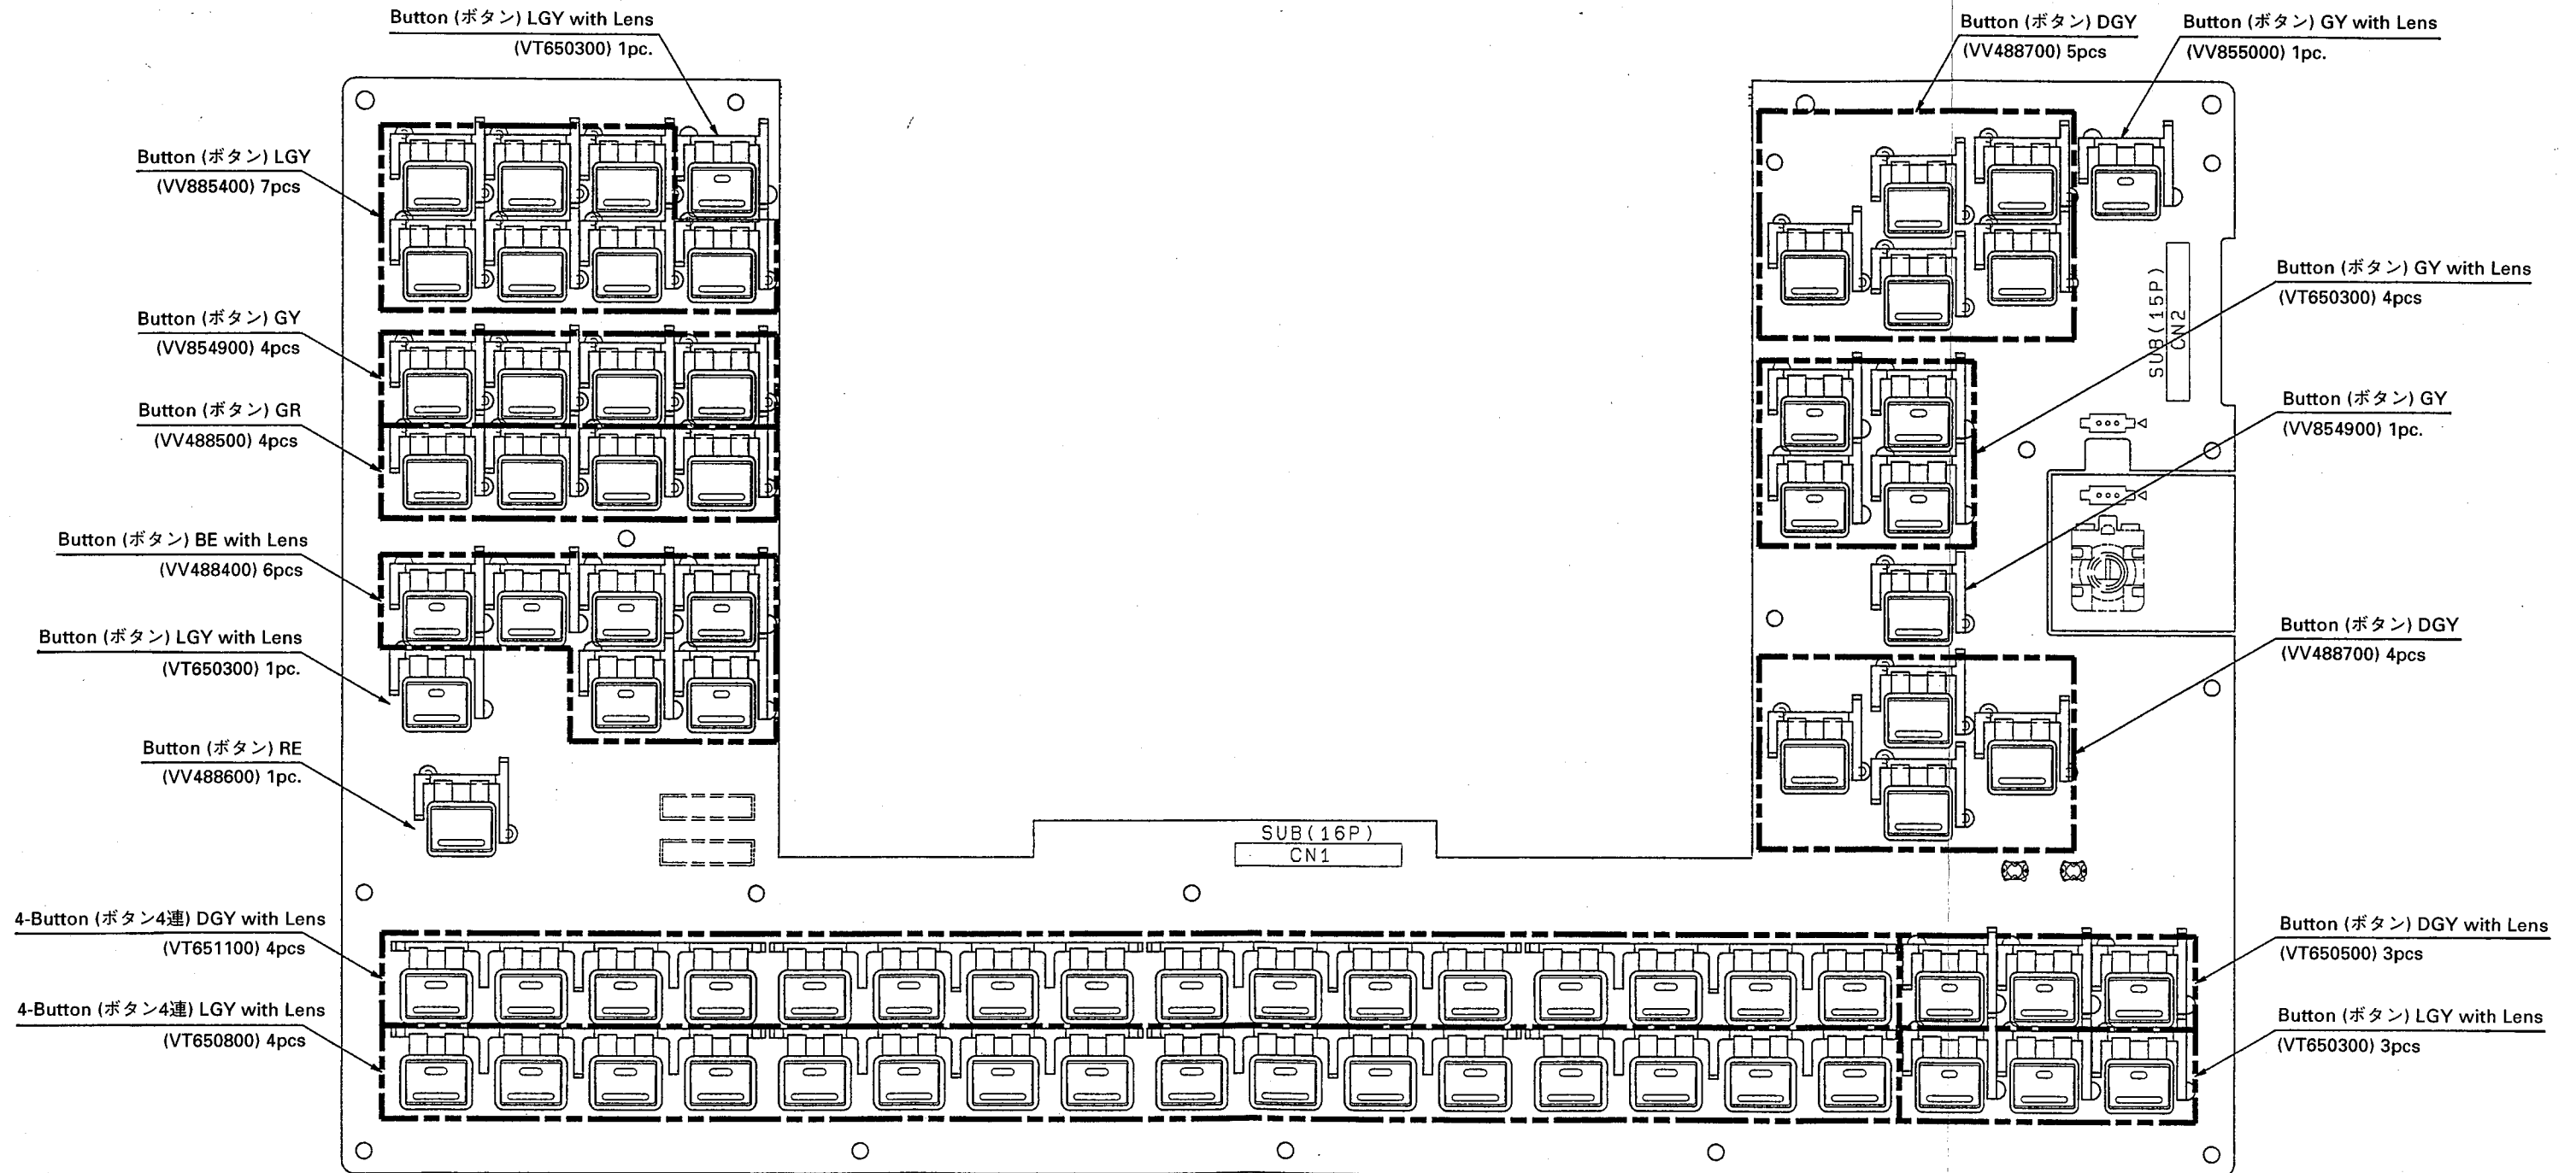 Button (ボタン) LGY with Lens
(VT650300) 1pc.
Button (ボタン) DGY
(VV488700) 5pcs
Button (ボタン) GY with Lens
(VV855000) 1pc.
Button (ボタン) LGY
(VV885400) 7pcs
Button (ボタン) GY
(VV854900) 4pcs
Button (ボタン) GR
(VV488500) 4pcs
Button (ボタン) BE with Lens
(VV488400) 6pcs
Button (ボタン) LGY with Lens
(VT650300) 1pc.
Button (ボタン) RE
(VV488600) 1pc.
4-Button (ボタン4連) DGY with Lens
(VT651100) 4pcs
4-Button (ボタン4連) LGY with Lens
(VT650800) 4pcs
SUB(16P)
CN1
SUB(15P)
CN2
Button (ボタン) GY with Lens
(VT650300) 4pcs
Button (ボタン) GY
(VV854900) 1pc.
Button (ボタン) DGY
(VV488700) 4pcs
Button (ボタン) DGY with Lens
(VT650500) 3pcs
Button (ボタン) LGY with Lens
(VT650300) 3pcs